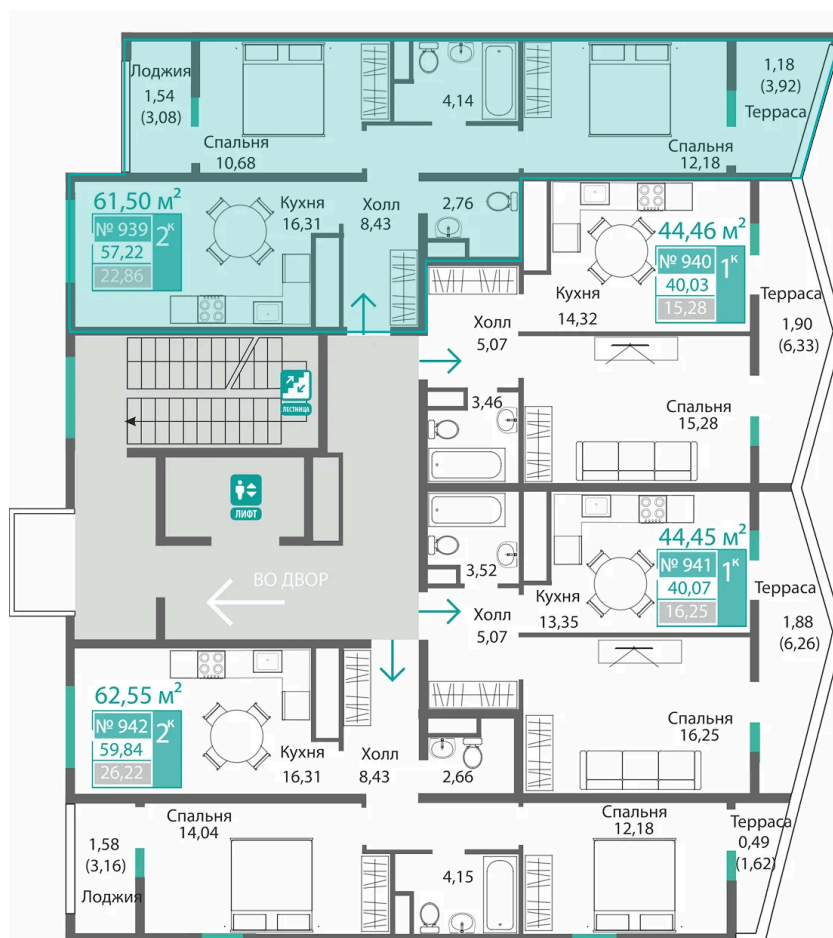 Лоджия
1,54
(3,08)
Спальня
10,68
4,14
Спальня
12,18
1,18
(3,92)
Терраса
61,50 м²
№ 939
57,22
22,86
2к
Кухня
16,31
Холл
8,43
2,76
44,46 м²
№ 940
40,03
15,28
1к
Кухня
14,32
Терраса
1,90
(6,33)
Холл
5,07
3,46
Спальня
15,28
ЛЕСТНИЦА
ЛИФТ
ВО ДВОР
44,45 м²
№ 941
40,07
16,25
1к
3,52
Кухня
13,35
Терраса
1,88
(6,26)
Холл
5,07
Спальня
16,25
62,55 м²
№ 942
59,84
26,22
2к
Кухня
16,31
Холл
8,43
2,66
Спальня
14,04
1,58
(3,16)
Лоджия
4,15
Спальня
12,18
Терраса
0,49
(1,62)